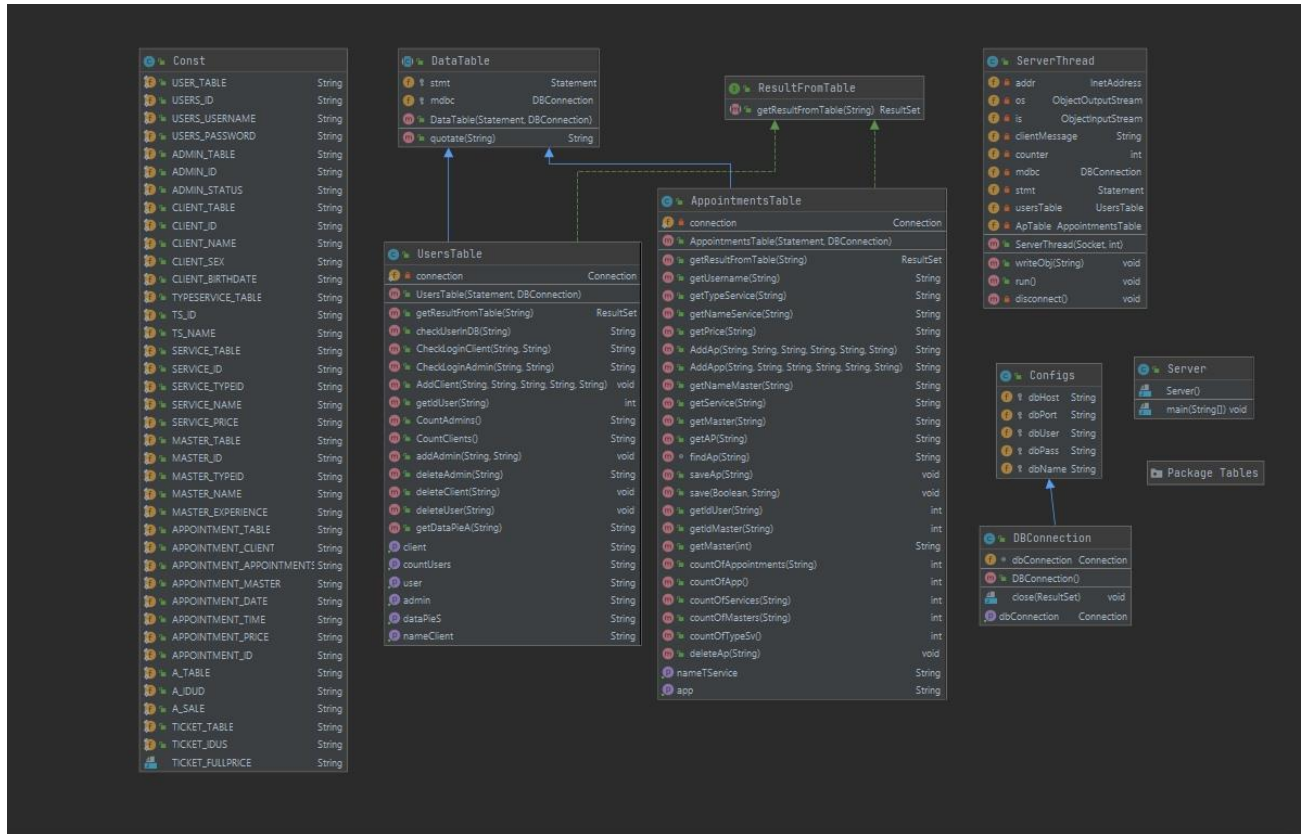 Const
USER_TABLE String
USERS_ID String
USERS_USERNAME String
USERS_PASSWORD String
ADMIN_TABLE String
ADMIN_ID String
ADMIN_STATUS String
CLIENT_TABLE String
CLIENT_ID String
CLIENT_NAME String
CLIENT_SEX String
CLIENT_BIRTHDATE String
TYPESERVICE_TABLE String
TS_ID String
TS_NAME String
SERVICE_TABLE String
SERVICE_ID String
SERVICE_TYPEID String
SERVICE_NAME String
SERVICE_PRICE String
MASTER_TABLE String
MASTER_ID String
MASTER_TYPEID String
MASTER_NAME String
MASTER_EXPERIENCE String
APPOINTMENT_TABLE String
APPOINTMENT_CLIENT String
APPOINTMENT_APPOINTMENTS String
APPOINTMENT_MASTER String
APPOINTMENT_DATE String
APPOINTMENT_TIME String
APPOINTMENT_PRICE String
APPOINTMENT_ID String
A_TABLE String
A_IDUD String
A_SALE String
TICKET_TABLE String
TICKET_IDUS String
TICKET_FULLPRICE String
DataTable
stmt Statement
mdbc DBConnection
DataTable(Statement, DBConnection)
quotate(String) String
UsersTable
connection Connection
UsersTable(Statement, DBConnection)
getResultFromTable(String) ResultSet
checkUserInDB(String) String
CheckLoginClient(String, String) String
CheckLoginAdmin(String, String) String
AddClient(String, String, String, String, String) void
getIdUser(String) int
CountAdmins() String
CountClients() String
addAdmin(String, String) void
deleteAdmin(String) void
deleteClient(String) void
deleteUser(String) void
getDataPieA(String) String
client String
countUsers String
user String
admin String
dataPieS String
nameClient String
ResultFromTable
getResultFromTable(String) ResultSet
AppointmentsTable
connection Connection
AppointmentsTable(Statement, DBConnection)
getResultFromTable(String) ResultSet
getUsername(String) String
getTypeService(String) String
getNameService(String) String
getPrice(String) String
AddAp(String, String, String, String, String, String) String
AddApp(String, String, String, String, String, String) String
getNameMaster(String) String
getService(String) String
getMaster(String) String
getAP(String) String
findAp(String) String
saveAp(String) void
save(Boolean, String) void
getIdUser(String) int
getIdMaster(String) int
getMaster(int) String
countOfAppointments(String) int
countOfApp() int
countOfServices(String) int
countOfMasters(String) int
countOfTypeSv() int
deleteAp(String) void
nameTService String
app String
ServerThread
addr InetAddress
os ObjectOutputStream
is ObjectInputStream
clientMessage String
counter int
mdbc DBConnection
stmt Statement
usersTable UsersTable
ApTable AppointmentsTable
ServerThread(Socket, int)
writeObj(String) void
run() void
disconnect() void
Configs
dbHost String
dbPort String
dbUser String
dbPass String
dbName String
Server
Server()
main(String[]) void
Package Tables
DBConnection
dbConnection Connection
DBConnection()
close(ResultSet) void
dbConnection Connection